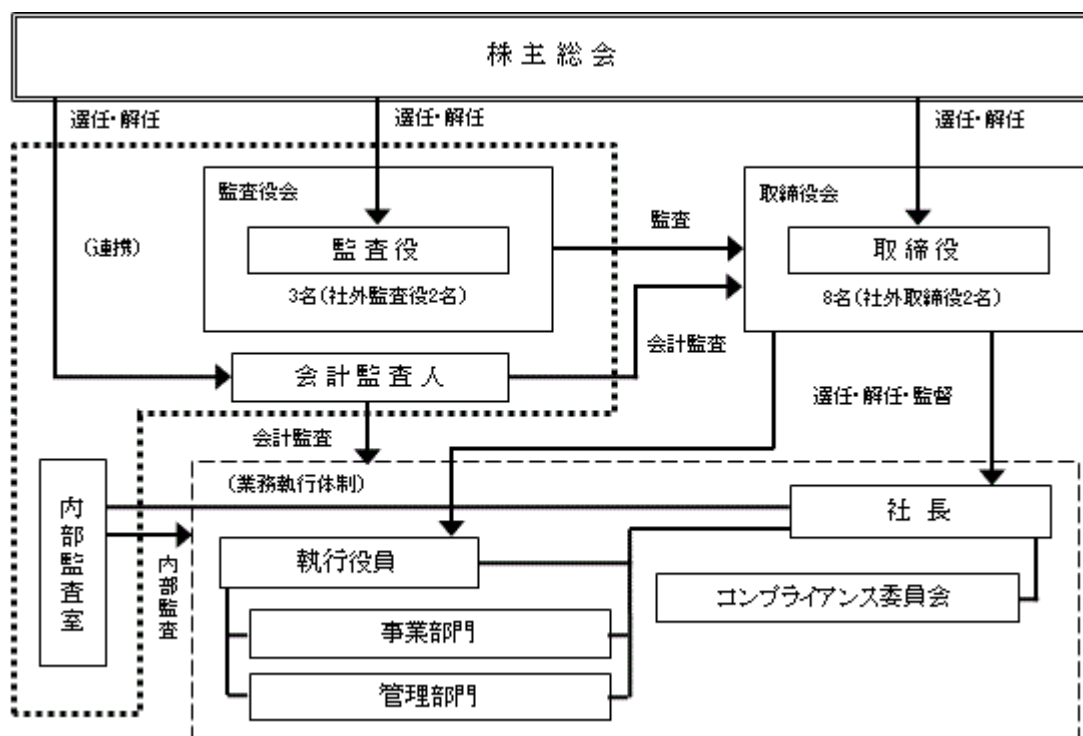 株主総会
選任・解任
選任・解任
選任・解任
監査役会
取締役会
(連携)
監査役
監査
取締役
3名(社外監査役2名)
8名(社外取締役2名)
会計監査人
会計監査
選任・解任・監督
会計監査
(業務執行体制)
内部監査室
社長
内部監査
執行役員
コンプライアンス委員会
事業部門
管理部門